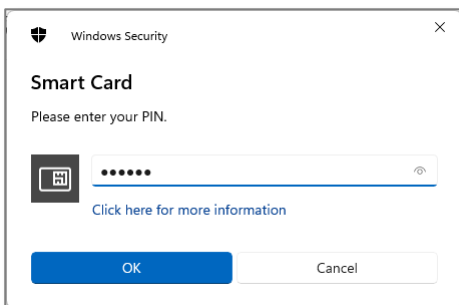 Windows Security
Smart Card
Please enter your PIN.
••••••
Click here for more information
OK
Cancel